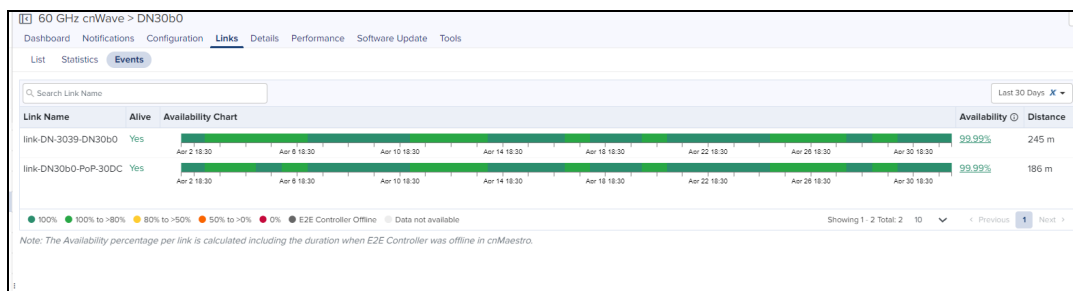 60 GHz cnWave > DN30b0
Dashboard Notifications Configuration Links Details Performance Software Update Tools
List Statistics Events
Search Link Name
Last 30 Days X
Link Name Alive Availability Chart Availability Distance
link-DN-3039-DN30b0 Yes 99.99% 245 m
Apr 2 18:30 Apr 6 18:30 Apr 10 18:30 Apr 14 18:30 Apr 18 18:30 Apr 22 18:30 Apr 26 18:30 Apr 30 18:30
link-DN30b0-PoP-30DC Yes 99.99% 186 m
Apr 2 18:30 Apr 6 18:30 Apr 10 18:30 Apr 14 18:30 Apr 18 18:30 Apr 22 18:30 Apr 26 18:30 Apr 30 18:30
100% 100% to >80% 80% to >50% 50% to >0% 0% E2E Controller Offline Data not available Showing 1 - 2 Total: 2 10 < Previous 1 Next >
Note: The Availability percentage per link is calculated including the duration when E2E Controller was offline in cnMaestro.